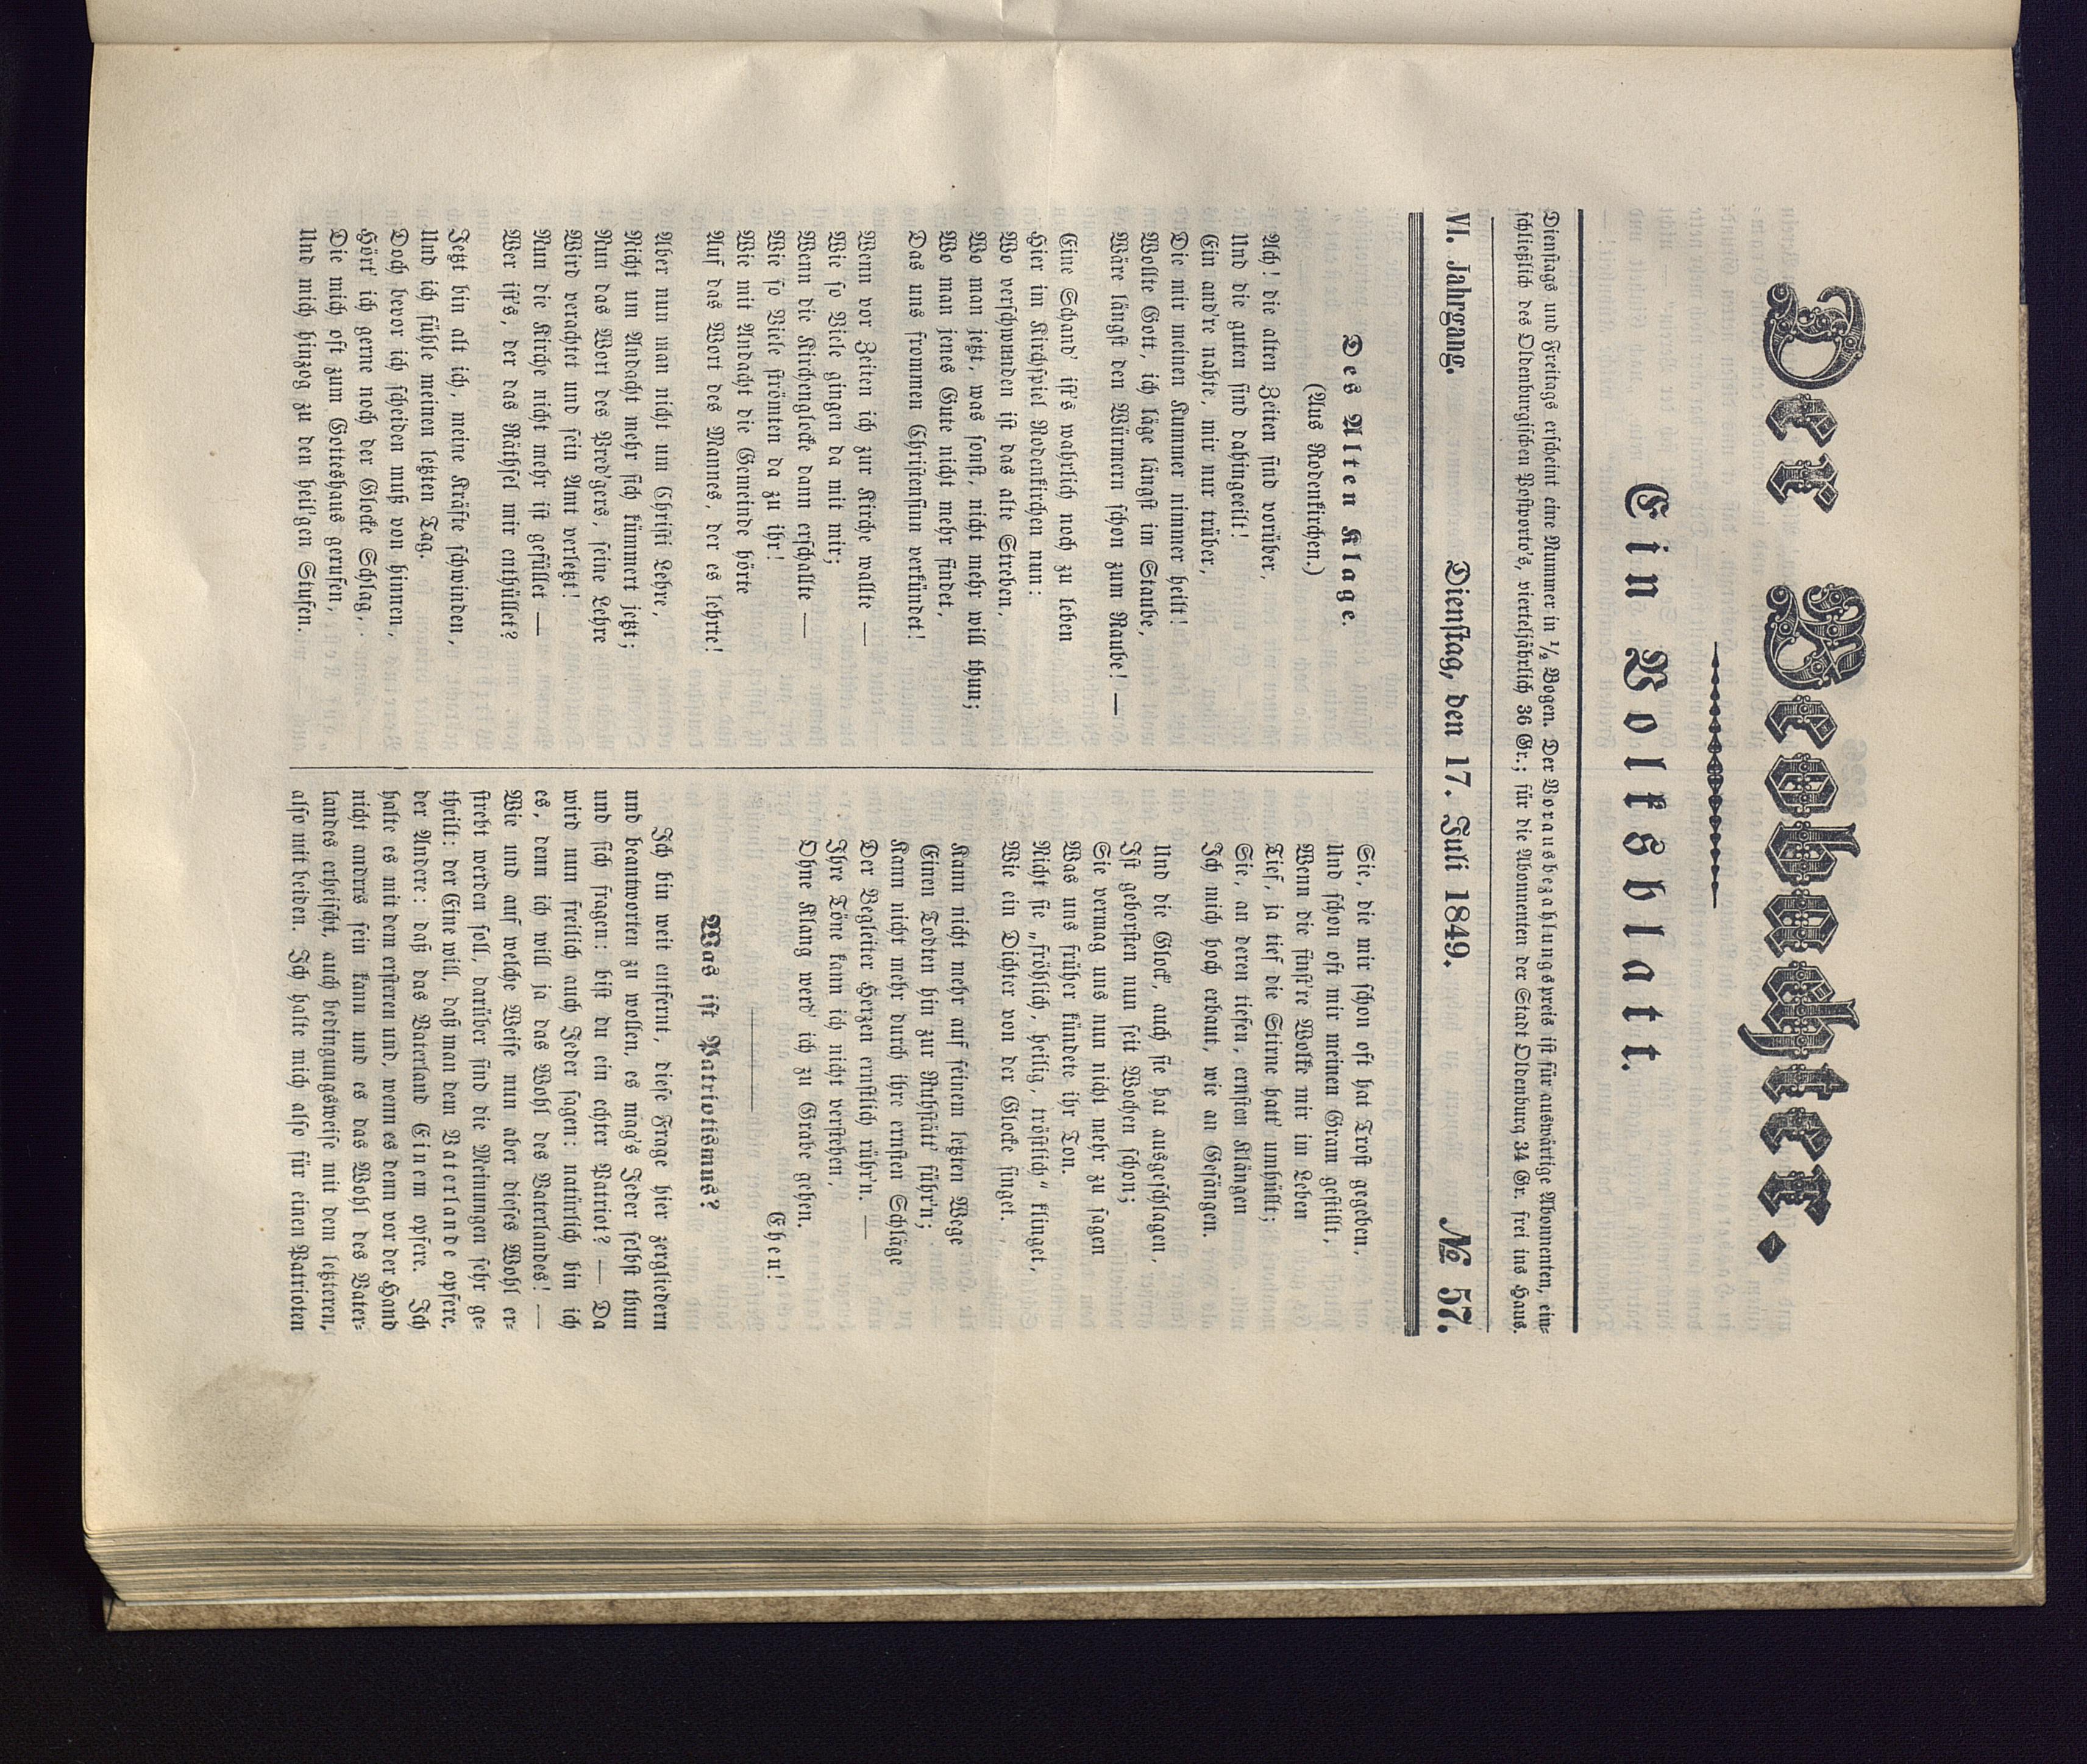 Der Beobachter.
Ein Volksblatt.
Dienſtags und Freitags erſcheint eine Nummer in ½ Bogen. Der Vorausbezahlungspreis iſt für auswärtige Abonnenten, ein-
ſchließlich des Oldenburgiſchen Poſtporto's, vierteljährlich 36 Gr.; für die Abonnenten der Stadt Oldenburg 34 Gr. frei ins Haus.
VI. Jahrgang. Dienſtag, den 17. Juli 1849. № 57.
Des Alten Klage.
(Aus Rodenkirchen.)
Ach! die alten Zeiten ſind vorüber,
Und die guten ſind dahingeeilt!
Ein and're nahte, mir nur trüber,
Die mir meinen Kummer nimmer heilt!
Wollte Gott, ich läge längſt im Staube,
Wäre längſt den Würmern ſchon zum Raube! —
Eine Schand' iſt's wahrlich noch zu leben
Hier im Kirchſpiel Rodenkirchen nun:
Wo verſchwunden iſt das alte Streben,
Wo man jetzt, was ſonſt, nicht mehr will thun;
Wo man jenes Gute nicht mehr findet,
Das uns frommen Chriſtenſinn verkündet!
Wenn vor Zeiten ich zur Kirche wallte —
Wie ſo Viele gingen da mit mir;
Wenn die Kirchenglocke dann erſchallte —
Wie ſo Viele ſtrömten da zu ihr!
Wie mit Andacht die Gemeinde hörte
Auf das Wort des Mannes, der es lehrte!
Aber nun man nicht um Chriſti Lehre,
Nicht um Andacht mehr ſich kümmert jetzt;
Nun das Wort des Pred'gers, ſeine Lehre
Wird verachtet und ſein Amt verletzt!
Nun die Kirche nicht mehr iſt gefüllet —
Wer iſt's, der das Räthſel mir enthüllet?
Jetzt bin alt ich, meine Kräfte ſchwinden,
Und ich fühle meinen letzten Tag.
Doch bevor ich ſcheiden muß von hinnen,
Hört' ich gerne noch der Glocke Schlag,
Die mich oft zum Gotteshaus gerufen,
Und mich hinzog zu den heil'gen Stufen.
Sie, die mir ſchon oft hat Troſt gegeben,
Und ſchon oft mir meinen Gram geſtillt,
Wenn die finſt're Wolke mir im Leben
Tief, ja tief die Stirne hatt' umhüllt;
Sie, an deren tiefen, ernſten Klängen
Ich mich hoch erbaut, wie an Geſängen.
Und die Glock', auch ſie hat ausgeſchlagen,
Iſt geborſten nun ſeit Wochen ſchon;
Sie vermag uns nun nicht mehr zu ſagen
Was uns früher kündete ihr Ton.
Nicht ſie „fröhlich, heilig, tröſtlich“ klinget,
Wie ein Dichter von der Glocke ſinget.
Kann nicht mehr auf ſeinem letzten Wege
Einen Todten hin zur Ruhſtätt' führ'n;
Kann nicht mehr durch ihre ernſten Schläge
Der Begleiter Herzen ernſtlich rühr'n. —
Ihre Töne kann ich nicht verſtehen,
Ohne Klang werd' ich zu Grabe gehen.
Eheu!
Was iſt Patriotismus?
Ich bin weit entfernt, dieſe Frage hier zergliedern
und beantworten zu wollen, es mag's Jeder ſelbſt thun
und ſich fragen: biſt du ein echter Patriot? — Da
wird nun freilich auch Jeder ſagen: natürlich bin ich
es, denn ich will ja das Wohl des Vaterlandes! —
Wie und auf welche Weiſe nun aber dieſes Wohl er-
ſtrebt werden ſoll, darüber ſind die Meinungen ſehr ge-
theilt: der Eine will, daß man dem Vaterlande opfere,
der Andere: daß das Vaterland Einem opfere. Ich
halte es mit dem erſteren und, wenn es denn vor der Hand
nicht anders ſein kann und es das Wohl des Vater-
landes erheiſcht, auch bedingungsweiſe mit dem letzteren,
alſo mit beiden. Ich halte mich alſo für einen Patrioten